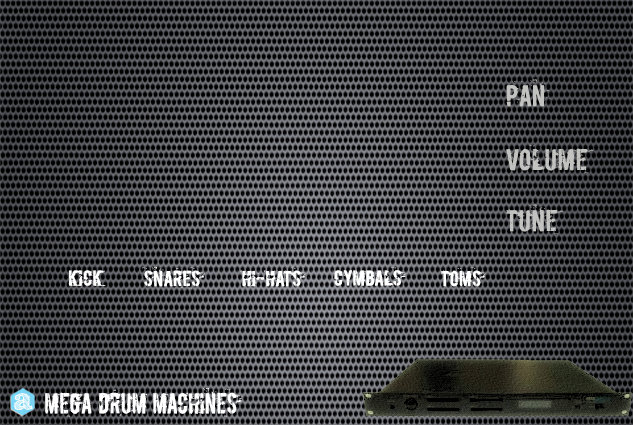 PAN
VOLUME
TUNE
KICK SNARES HI-HATS CYMBALS TOMS
MEGA DRUM MACHINES